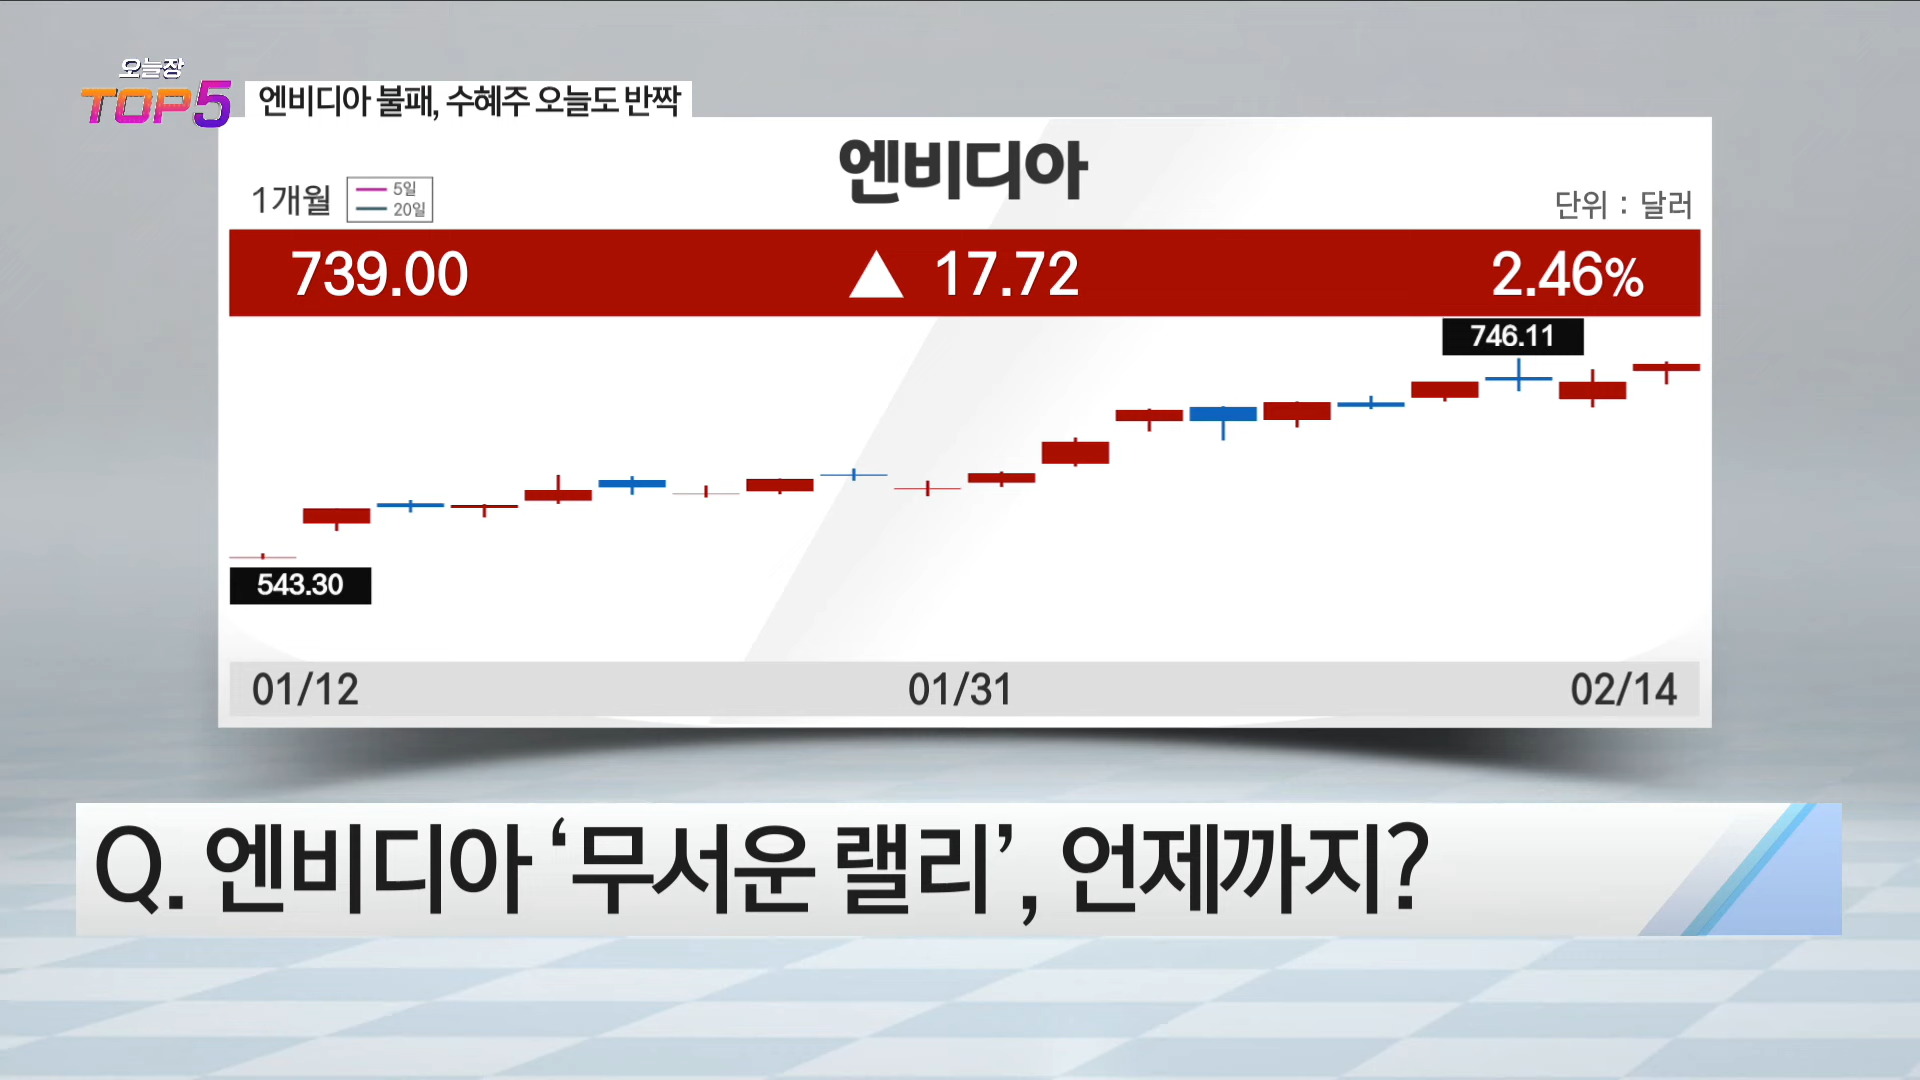 오늘장
TOP5
엔비디아 불패, 수혜주 오늘도 반짝
엔비디아
1개월
5일
20일
단위 : 달러
739.00 ▲ 17.72 2.46%
746.11
543.30
01/12 01/31 02/14
Q. 엔비디아 ‘무서운 랠리’, 언제까지?